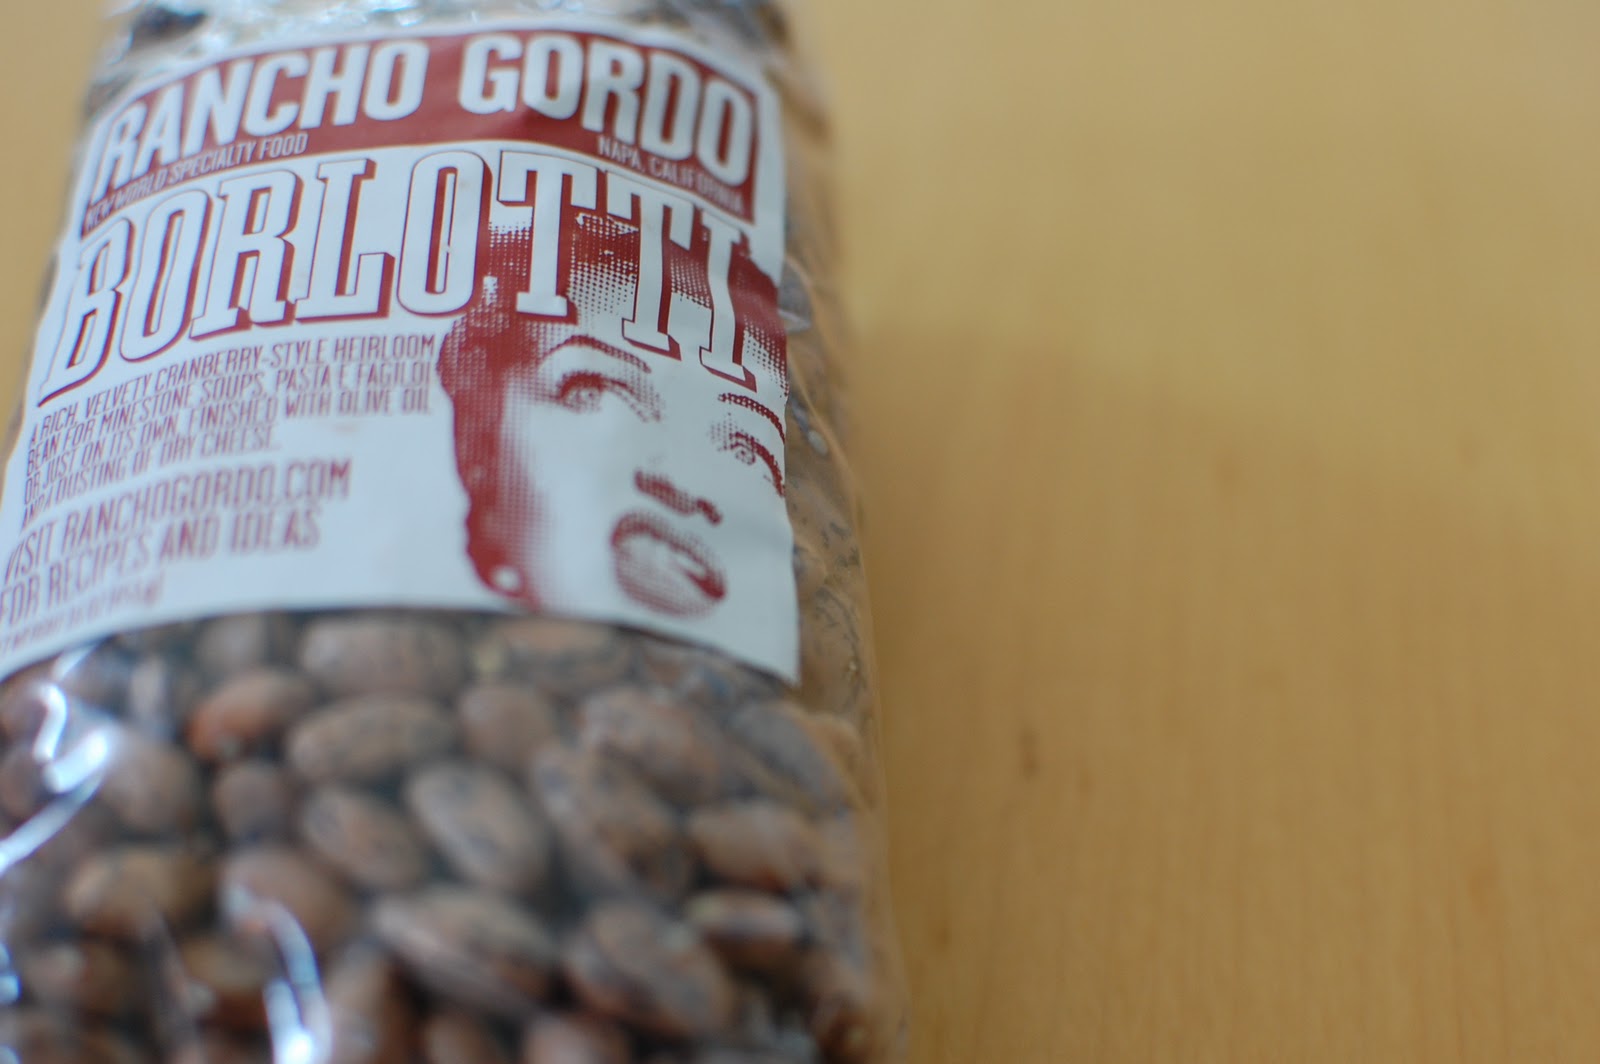 RANCHO GORDO
NEW WORLD SPECIALTY FOOD
NAPA, CALIFORNIA
BORLOTTI
A RICH, VELVETY CRANBERRY-STYLE HEIRLOOM
BEAN FOR MINESTONE SOUPS, PASTA E FAGILOI
OR JUST ON ITS OWN, FINISHED WITH OLIVE OIL
AND A DUSTING OF DRY CHEESE.
VISIT RANCHOGORDO.COM
FOR RECIPES AND IDEAS